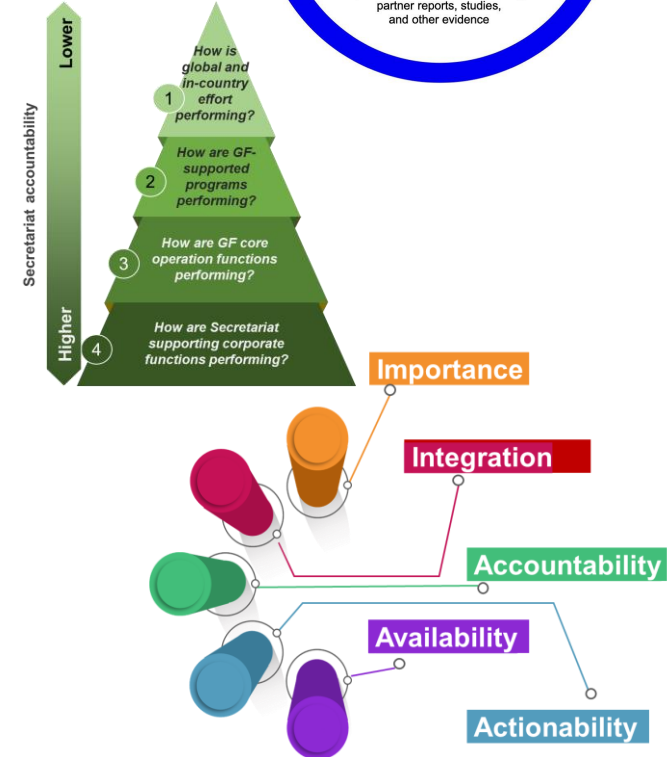 partner reports, studies,
and other evidence
Lower
Secretariat accountability
Higher
1
How is
global and
in-country
effort
performing?
2
How are GF-
supported
programs
performing?
3
How are GF core
operation functions
performing?
4
How are Secretariat
supporting corporate
functions performing?
Importance
Integration
Accountability
Availability
Actionability